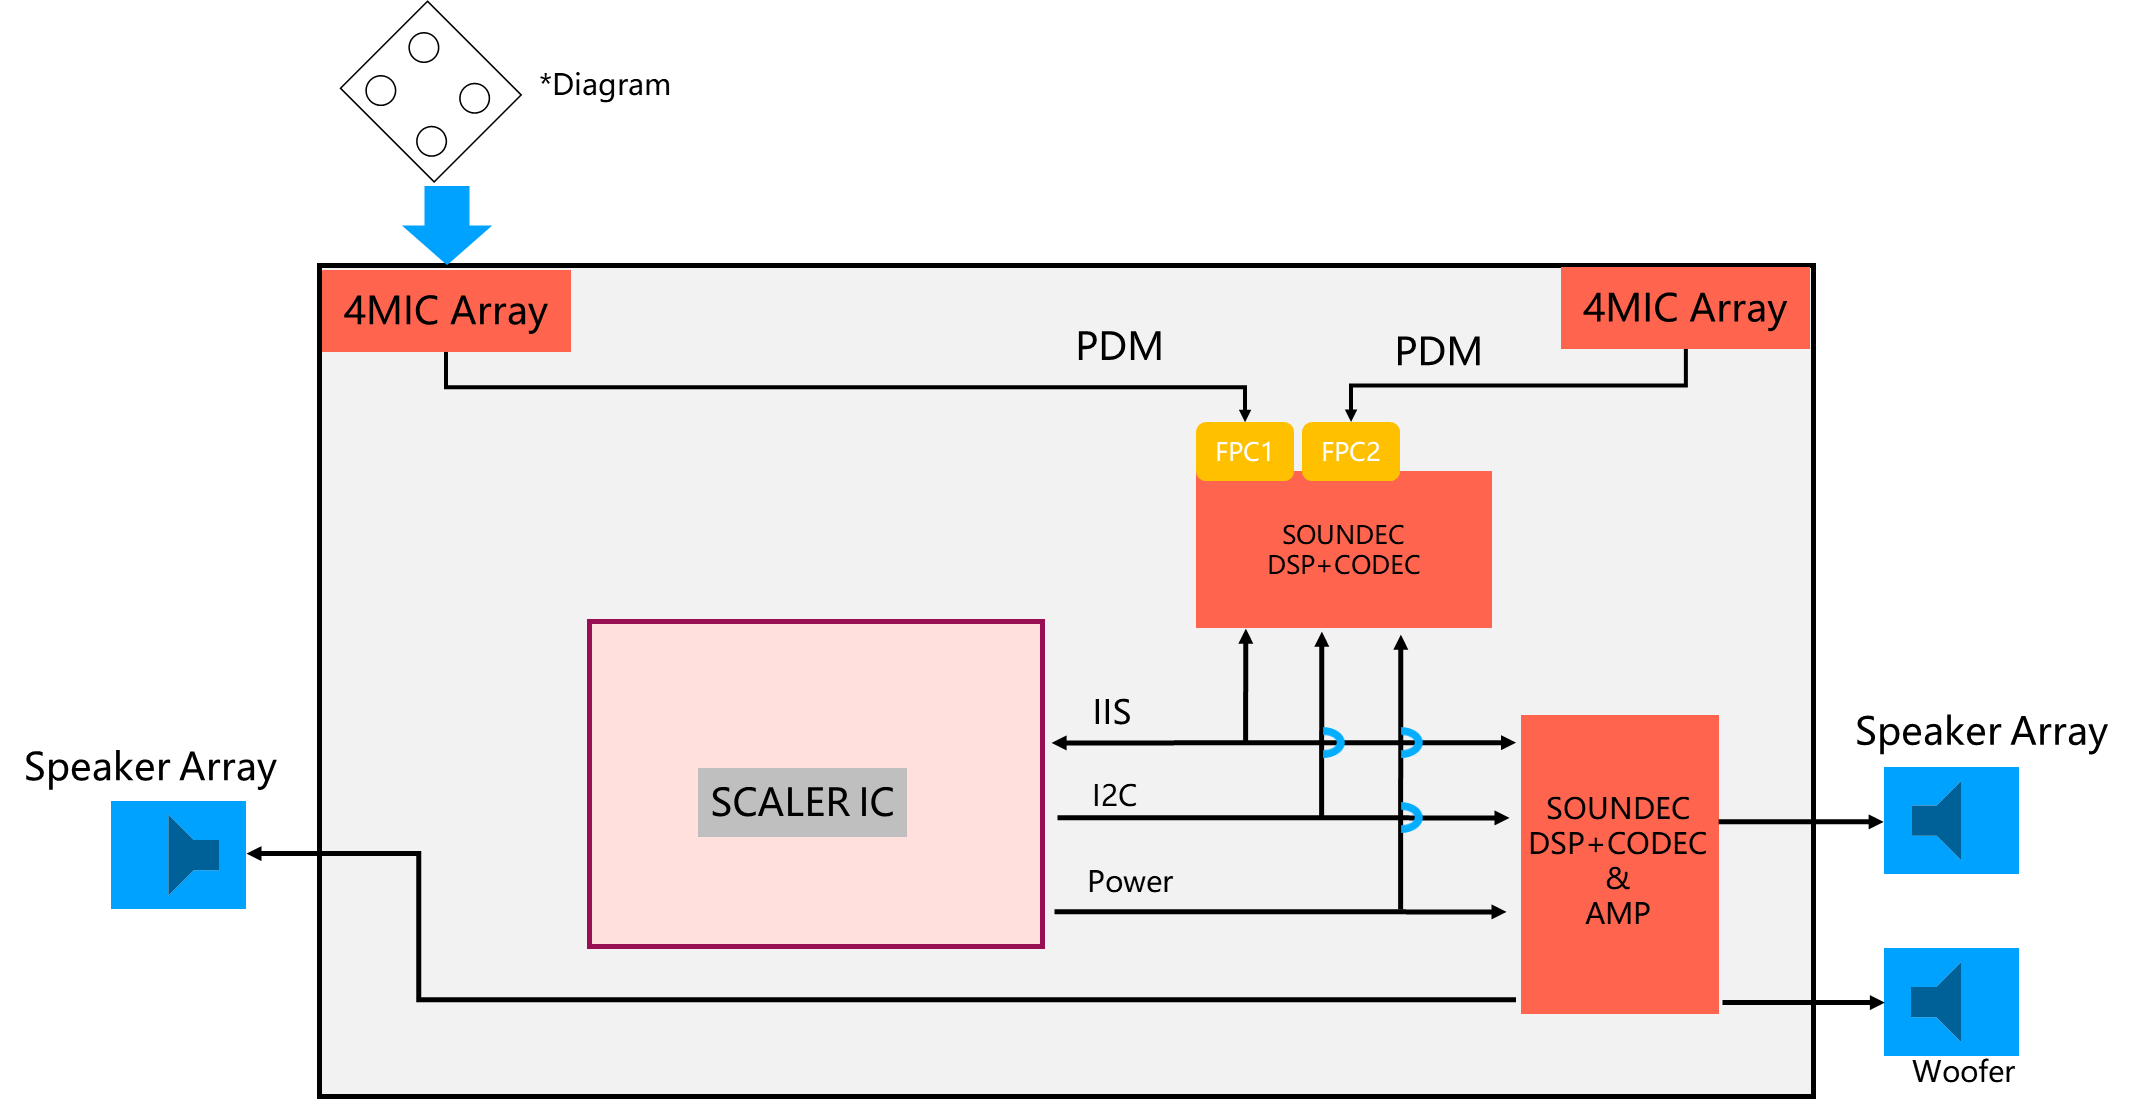 *Diagram
4MIC Array
4MIC Array
PDM
PDM
FPC1
FPC2
SOUNDEC
DSP+CODEC
IIS
I2C
Power
SCALER IC
SOUNDEC
DSP+CODEC
&
AMP
Speaker Array
Speaker Array
Woofer